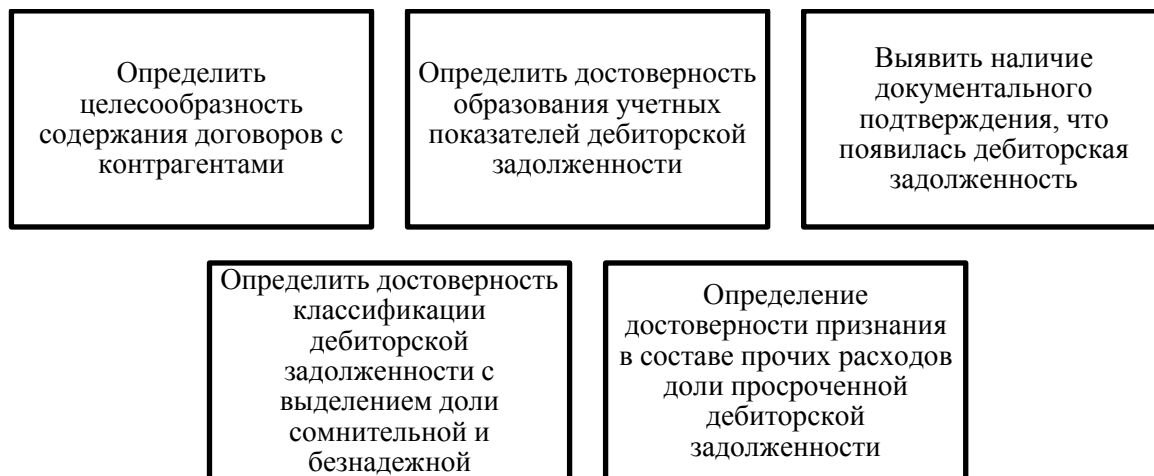 Определить
целесообразность
содержания договоров с
контрагентами
Определить достоверность
образования учетных
показателей дебиторской
задолженности
Выявить наличие
документального
подтверждения, что
появилась дебиторская
задолженность
Определить достоверность
классификации
дебиторской
задолженности с
выделением доли
сомнительной и
безнадежной
Определение
достоверности признания
в составе прочих расходов
доли просроченной
дебиторской
задолженности